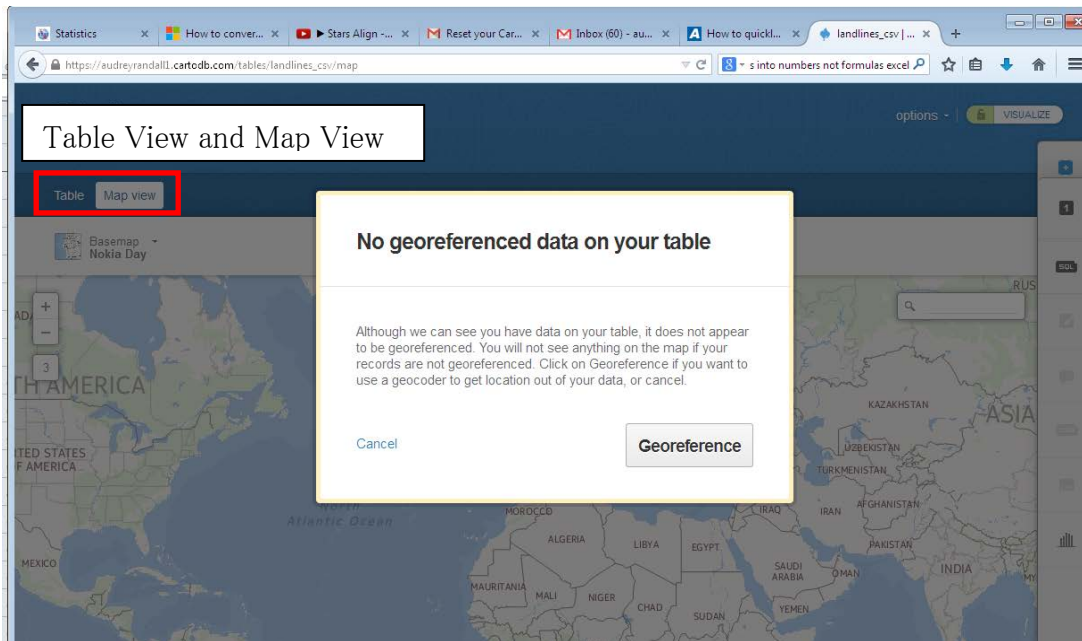 Statistics
How to conver...
▶ Stars Align -...
Reset your Car...
Inbox (60) - au...
How to quickl...
landlines_csv | ...
https://audreyrandall1.cartodb.com/tables/landlines_csv/map
s into numbers not formulas excel
Table View and Map View
options
VISUALIZE
Table
Map view
1
Basemap
Nokia Day
SQL
No georeferenced data on your table
Although we can see you have data on your table, it does not appear
to be georeferenced. You will not see anything on the map if your
records are not georeferenced. Click on Georeference if you want to
use a geocoder to get location out of your data, or cancel.
Cancel
Georeference
+
-
3
RUS
TH AMERICA
KAZAKHSTAN
ASIA
UZBEKISTAN
TURKMENISTAN
ITED STATES
F AMERICA
North
Atlantic Ocean
MOROCCO
IRAQ
IRAN
AFGHANISTAN
ALGERIA
LIBYA
EGYPT
PAKISTAN
MEXICO
SAUDI
ARABIA
OMAN
INDIA
MAURITANIA
MALI
NIGER
CHAD
SUDAN
YEMEN